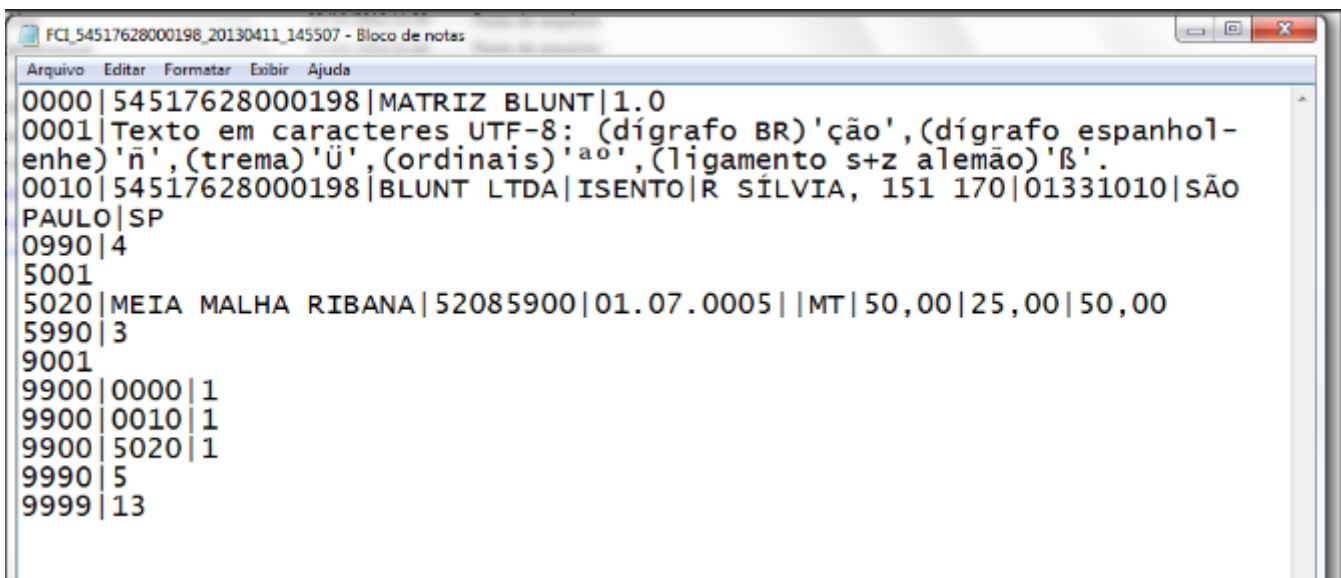 FCI_54517628000198_20130411_145507 - Bloco de notas
Arquivo Editar Formatar Exibir Ajuda
0000|54517628000198|MATRIZ BLUNT|1.0
0001|Texto em caracteres UTF-8: (dígrafo BR)'ção',(dígrafo espanhol-
enhe)'ñ',(trema)'Ü',(ordinais)'ªº',(ligamento s+z alemão)'ß'.
0010|54517628000198|BLUNT LTDA|ISENTO|R SÍLVIA, 151 170|01331010|SÃO
PAULO|SP
0990|4
5001
5020|MEIA MALHA RIBANA|52085900|01.07.0005||MT|50,00|25,00|50,00
5990|3
9001
9900|0000|1
9900|0010|1
9900|5020|1
9990|5
9999|13